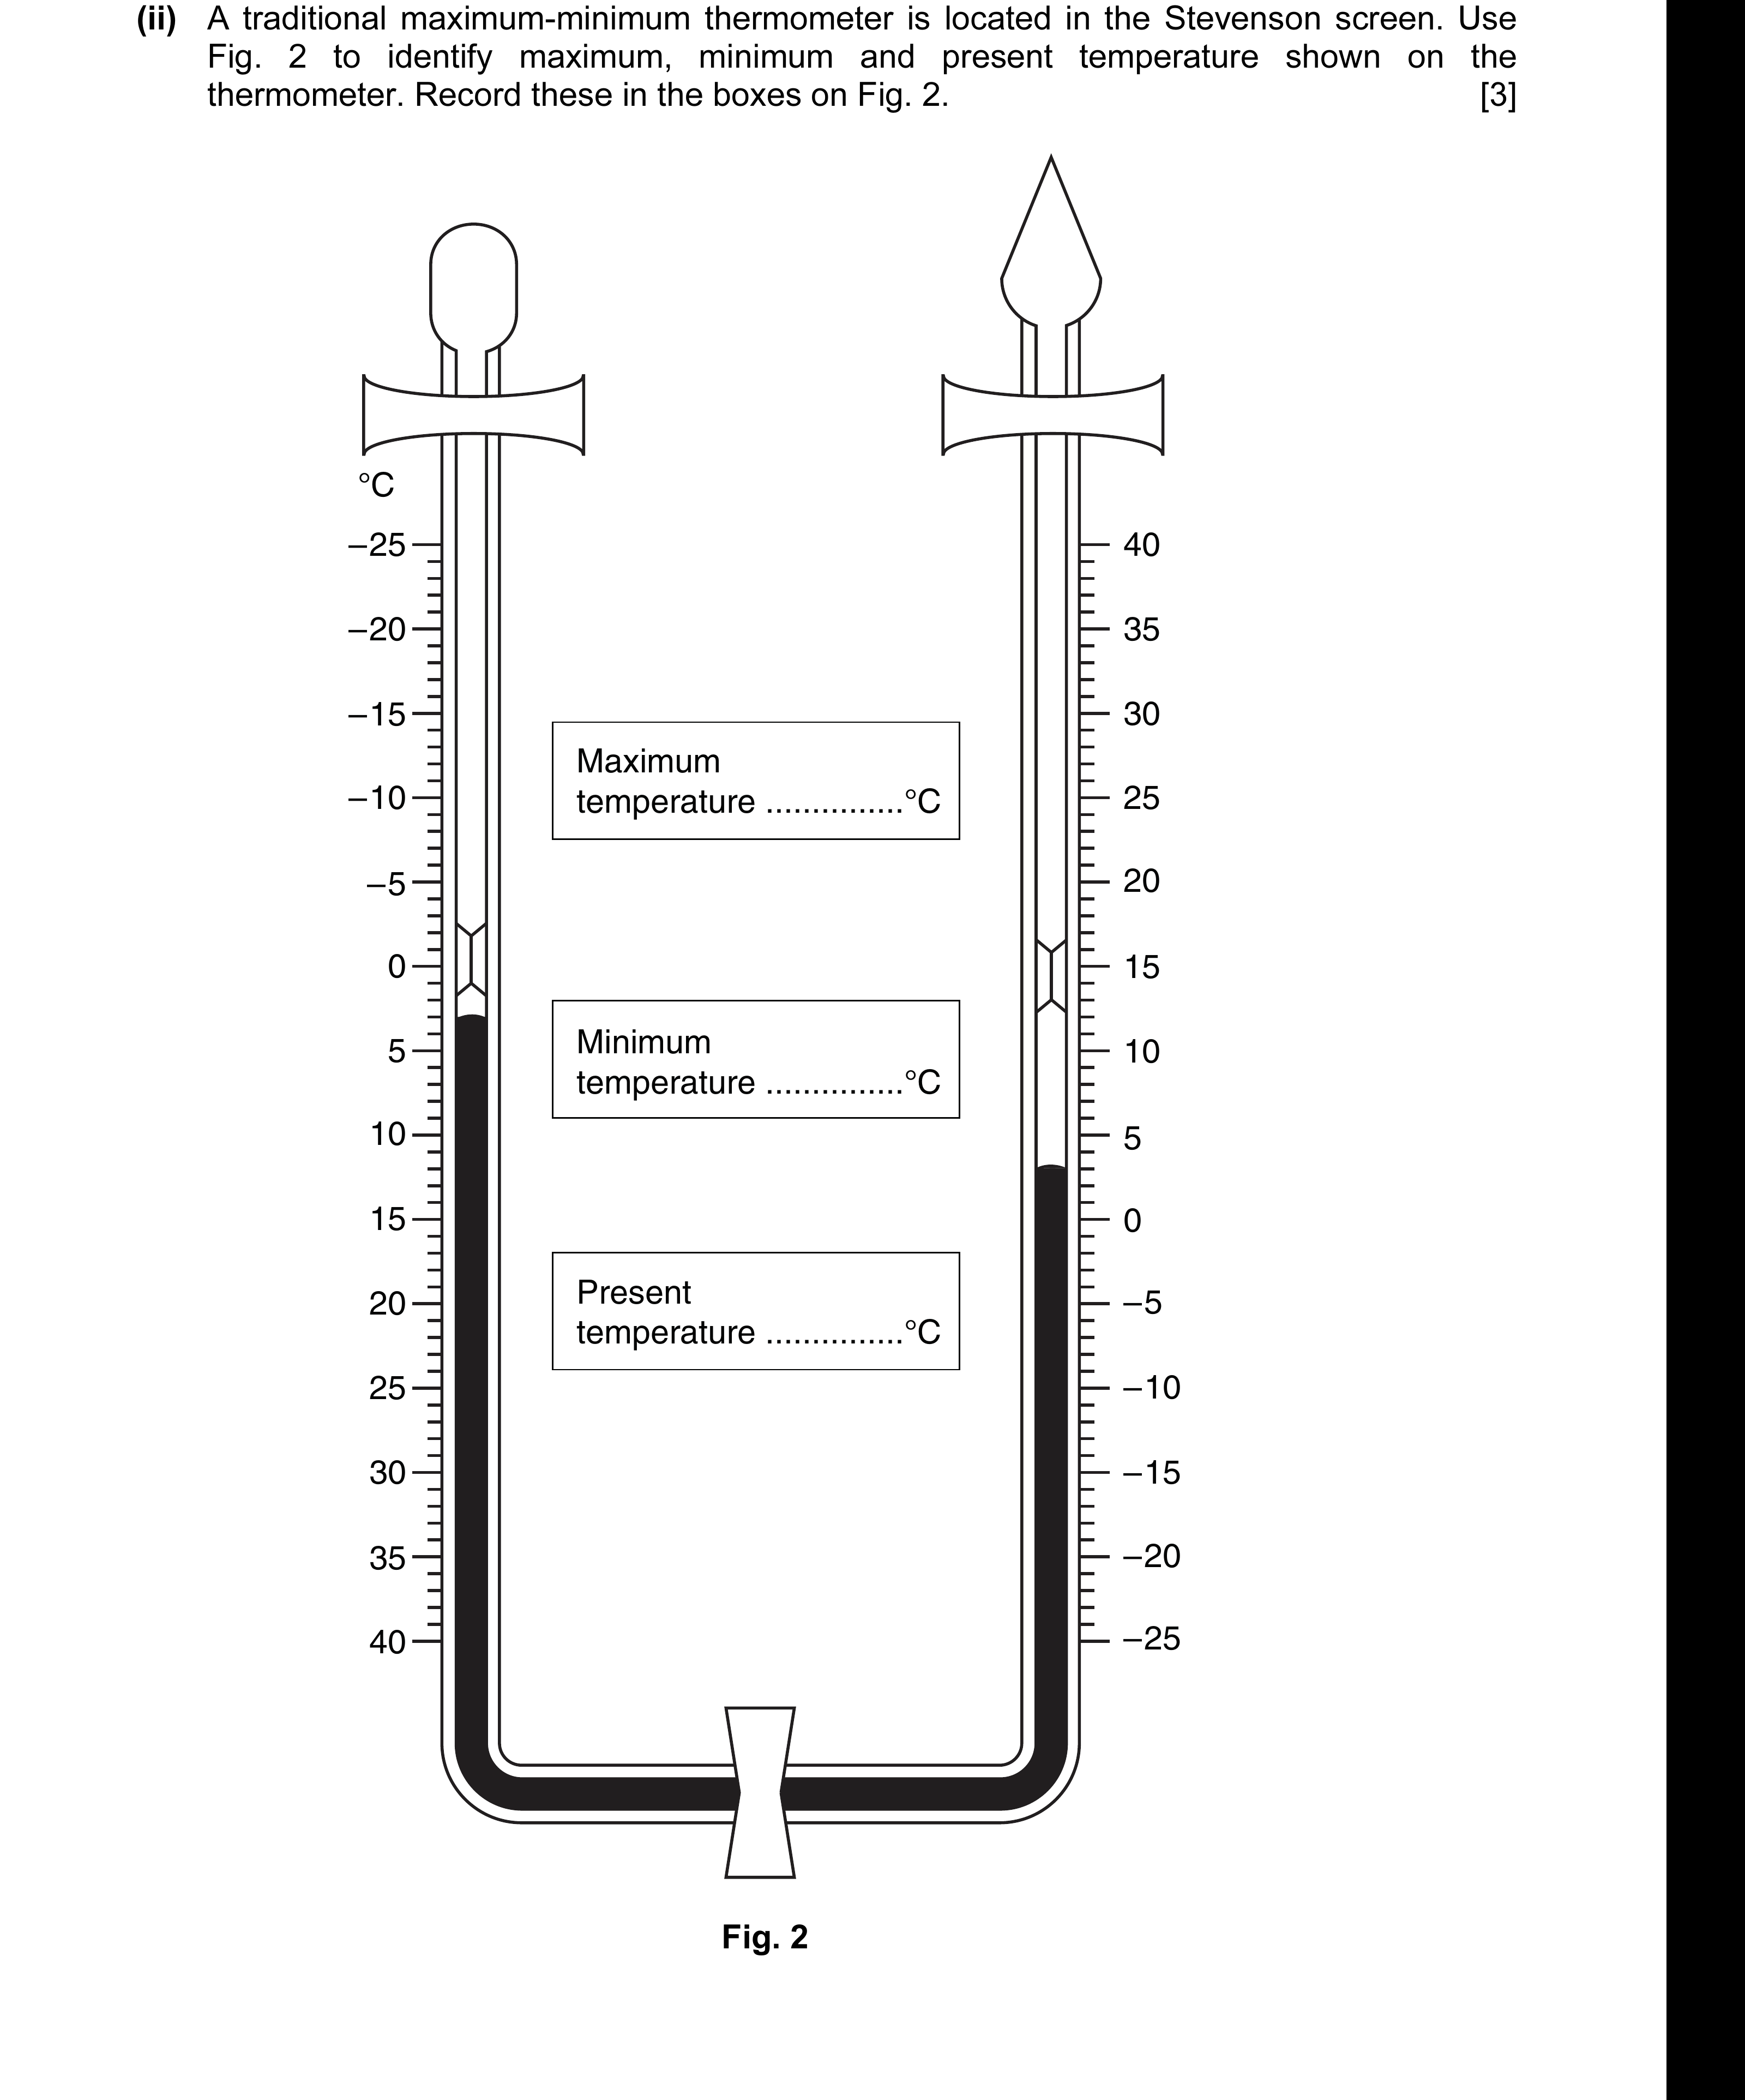 (ii) A traditional maximum-minimum thermometer is located in the Stevenson screen. Use
Fig. 2 to identify maximum, minimum and present temperature shown on the
thermometer. Record these in the boxes on Fig. 2. [3]
°C
–25
–20
–15
–10
–5
0
5
10
15
20
25
30
35
40
Maximum
temperature ...............°C
Minimum
temperature ...............°C
Present
temperature ...............°C
40
35
30
25
20
15
10
5
0
–5
–10
–15
–20
–25
Fig. 2